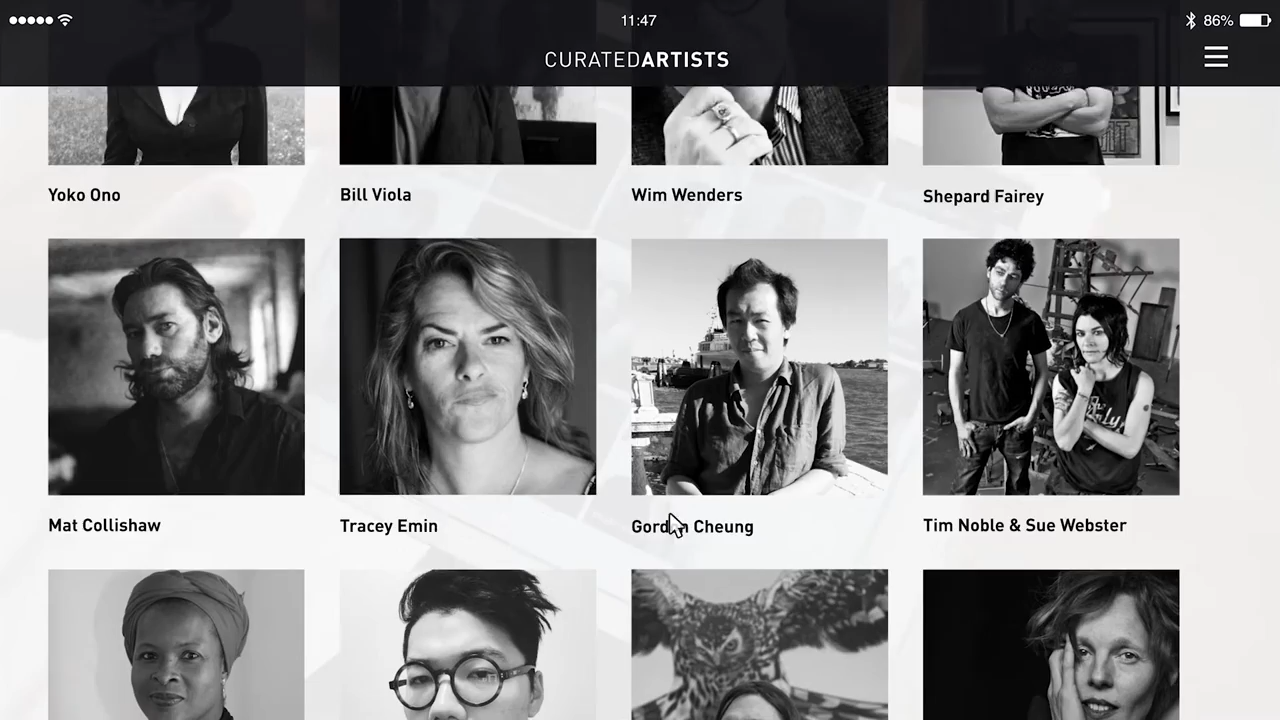 11:47
86%
CURATEDARTISTS
Yoko Ono
Bill Viola
Wim Wenders
Shepard Fairey
Mat Collishaw
Tracey Emin
Gordon Cheung
Tim Noble & Sue Webster